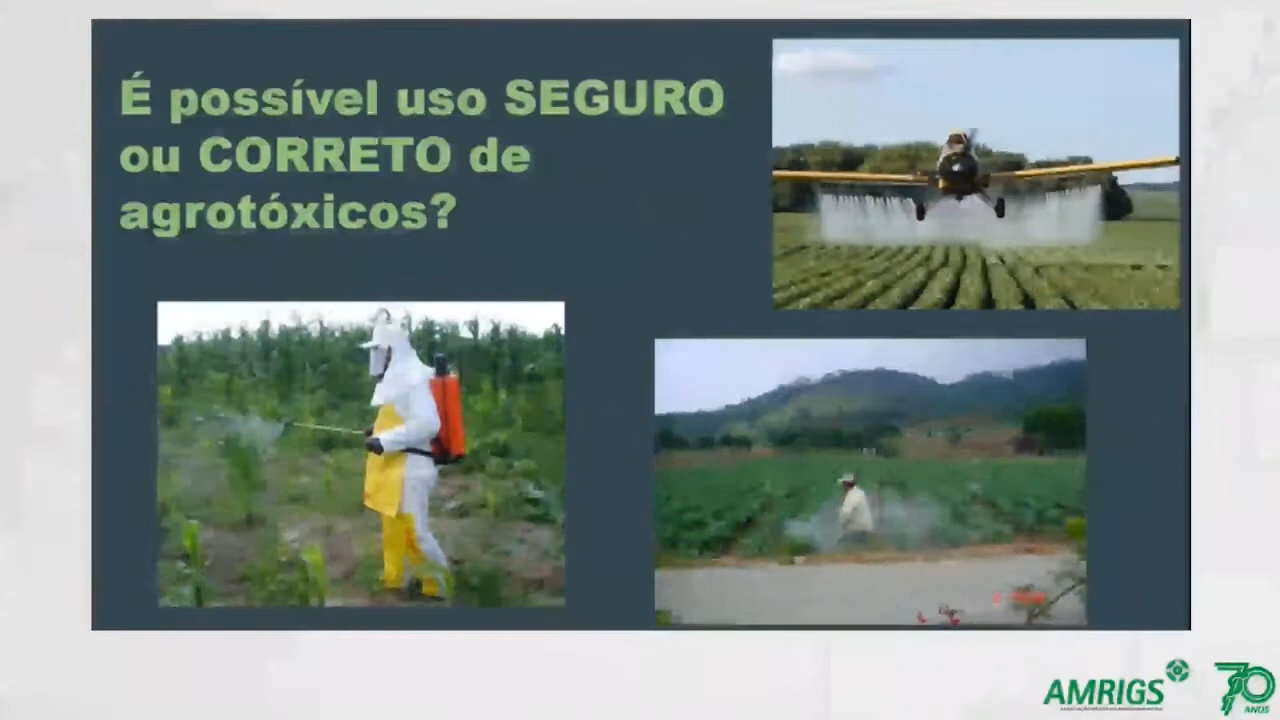 É possível uso SEGURO
ou CORRETO de
agrotóxicos?
AMRIGS
70
ANOS